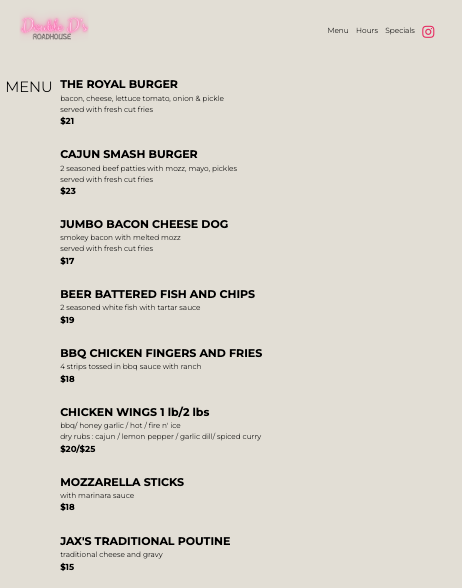 Double D's
ROADHOUSE
Menu Hours Specials
MENU
THE ROYAL BURGER
bacon, cheese, lettuce tomato, onion & pickle
served with fresh cut fries
$21
CAJUN SMASH BURGER
2 seasoned beef patties with mozz, mayo, pickles
served with fresh cut fries
$23
JUMBO BACON CHEESE DOG
smokey bacon with melted mozz
served with fresh cut fries
$17
BEER BATTERED FISH AND CHIPS
2 seasoned white fish with tartar sauce
$19
BBQ CHICKEN FINGERS AND FRIES
4 strips tossed in bbq sauce with ranch
$18
CHICKEN WINGS 1 lb/2 lbs
bbq/ honey garlic / hot / fire n' ice
dry rubs : cajun / lemon pepper / garlic dill/ spiced curry
$20/$25
MOZZARELLA STICKS
with marinara sauce
$18
JAX'S TRADITIONAL POUTINE
traditional cheese and gravy
$15